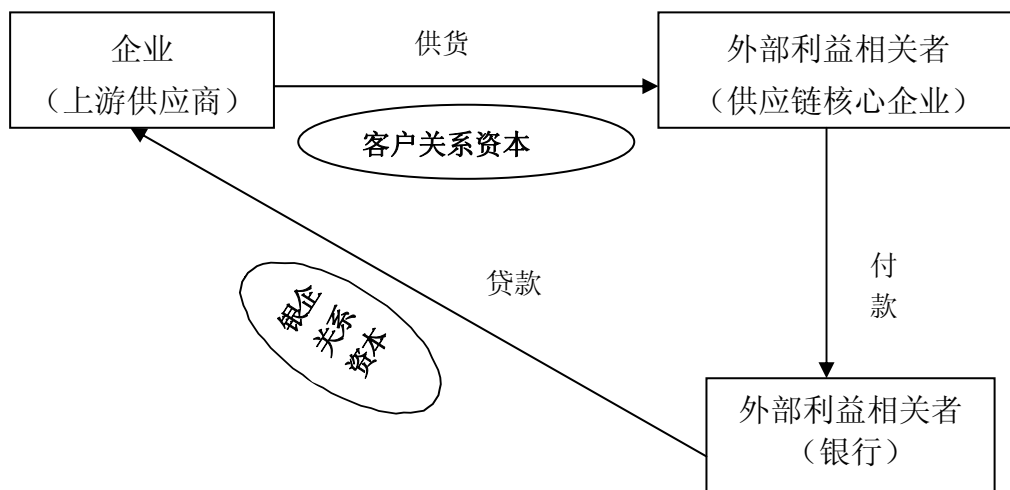 企业
（上游供应商）
供货
外部利益相关者
（供应链核心企业）
客户关系资本
银企
关系
资本
贷款
付
款
外部利益相关者
（银行）